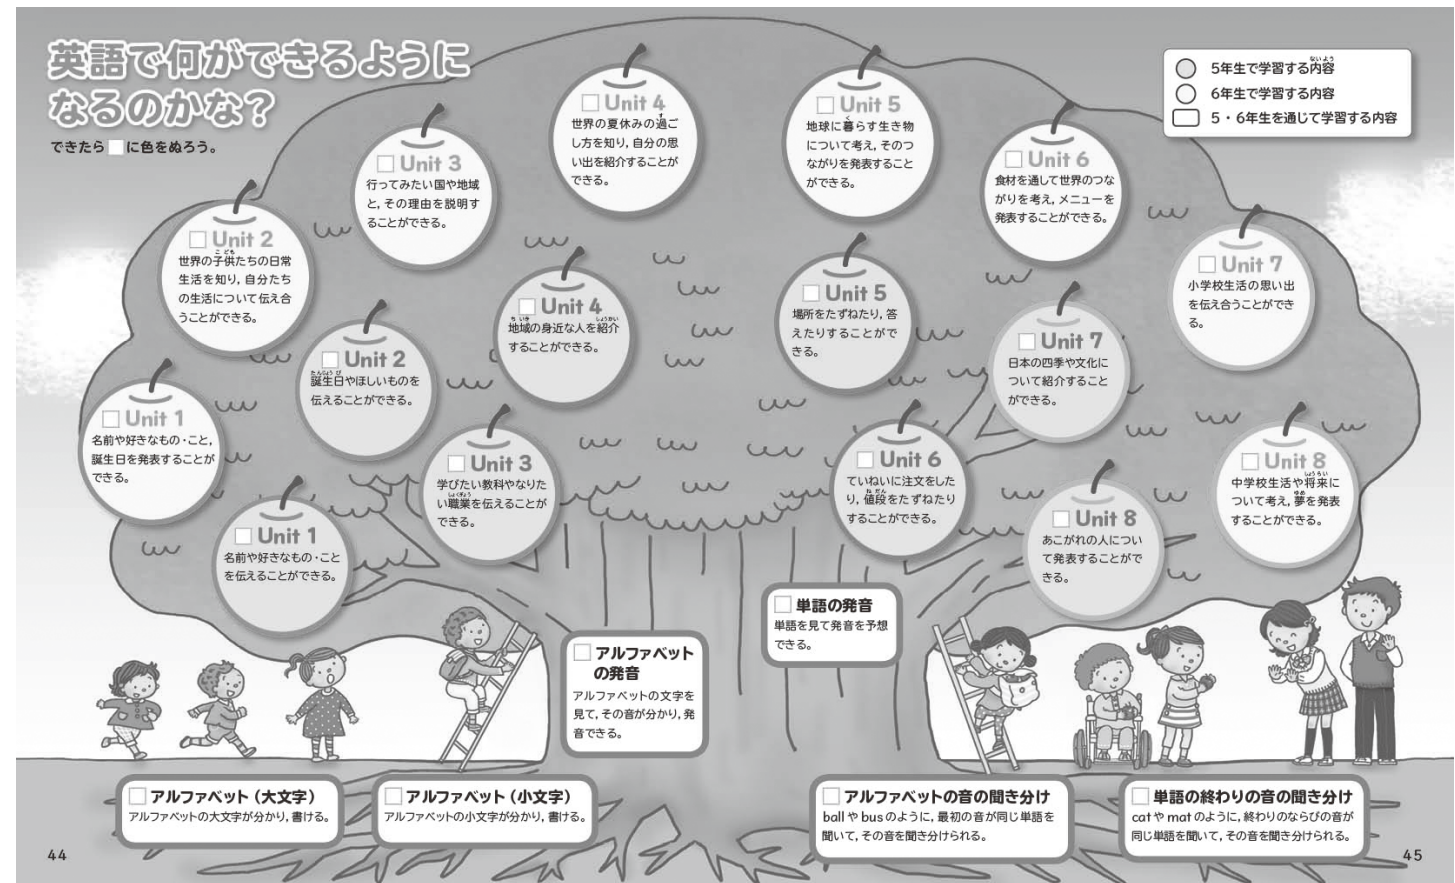 英語で何ができるように
なるのかな？
できたら□に色をぬろう。
5年生で学習する内容
6年生で学習する内容
5・6年生を通じて学習する内容
Unit 1
名前や好きなもの・こと，
誕生日を発表することが
できる。
Unit 2
世界の子供たちの日常
生活を知り，自分たち
の生活について伝え合
うことができる。
Unit 3
行ってみたい国や地域
と，その理由を説明す
ることができる。
Unit 4
世界の夏休みの過ご
し方を知り，自分の思
い出を紹介することが
できる。
Unit 5
地球に暮らす生き物
について考え，そのつ
ながりを発表すること
ができる。
Unit 6
食材を通して世界のつな
がりを考え，メニューを
発表することができる。
Unit 7
小学校生活の思い出
を伝え合うことができ
る。
Unit 8
中学校生活や将来に
ついて考え，夢を発表
することができる。
Unit 1
名前や好きなもの・こと
を伝えることができる。
Unit 2
誕生日やほしいものを
伝えることができる。
Unit 3
学びたい教科やなりた
い職業を伝えることが
できる。
Unit 4
地域の身近な人を紹介
することができる。
Unit 5
場所をたずねたり，答
えたりすることがで
きる。
Unit 6
ていねいに注文をした
り，値段をたずねたり
することができる。
Unit 7
日本の四季や文化に
ついて紹介すること
ができる。
Unit 8
あこがれの人につい
て発表することがで
きる。
アルファベット
の発音
アルファベットの文字を
見て，その音が分かり，発
音できる。
単語の発音
単語を見て発音を予想
できる。
アルファベット（大文字）
アルファベットの大文字が分かり，書ける。
アルファベット（小文字）
アルファベットの小文字が分かり，書ける。
アルファベットの音の聞き分け
ballやbusのように，最初の音が同じ単語を
聞いて，その音を聞き分けられる。
単語の終わりの音の聞き分け
catやmatのように，終わりのならびの音が
同じ単語を聞いて，その音を聞き分けられる。
44
45